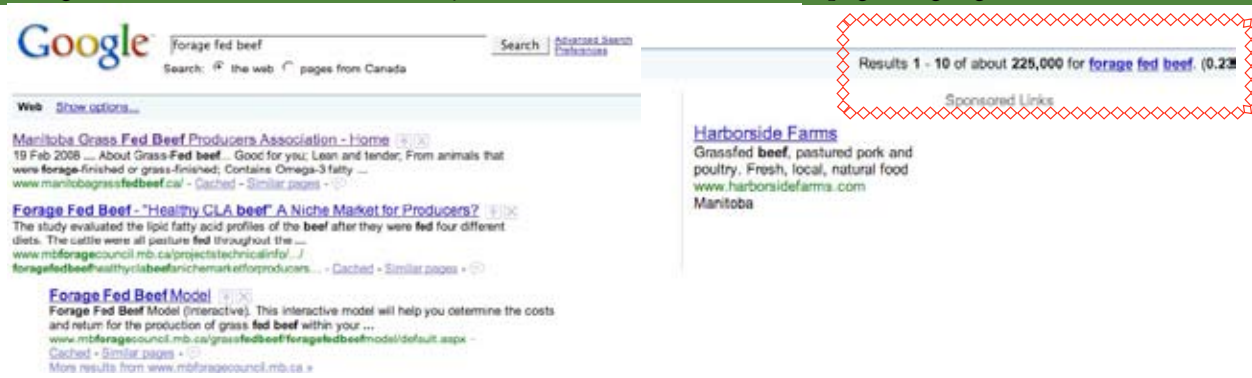 Google
forage fed beef
Search
Advanced Search
Preferences
Search: the web pages from Canada
Results 1 - 10 of about 225,000 for forage fed beef. (0.23
Web Show options...
Sponsored Links
Manitoba Grass Fed Beef Producers Association - Home
19 Feb 2008 .... About Grass-Fed beef... Good for you; Lean and tender; From animals that
were forage-finished or grass-finished; Contains Omega-3 fatty ...
www.manitobagrassfedbeef.ca/ - Cached - Similar pages -
Forage Fed Beef - "Healthy CLA beef" A Niche Market for Producers?
The study evaluated the lipid fatty acid profiles of the beef after they were fed four different
diets. The cattle were all pasture fed throughout the ...
www.mbforagecouncil.mb.ca/projectstechnicalinfo/.../
foragefedbeefhealthyclabeefanichemarketforproducers... - Cached - Similar pages -
Forage Fed Beef Model
Forage Fed Beef Model (Interactive). This interactive model will help you determine the costs
and return for the production of grass fed beef within your ...
www.mbforagecouncil.mb.ca/grassfedbeef/foragefedbeefmodel/default.aspx -
Cached - Similar pages -
More results from www.mbforagecouncil.mb.ca »
Harborside Farms
Grassfed beef, pastured pork and
poultry. Fresh, local, natural food
www.harborsidefarms.com
Manitoba